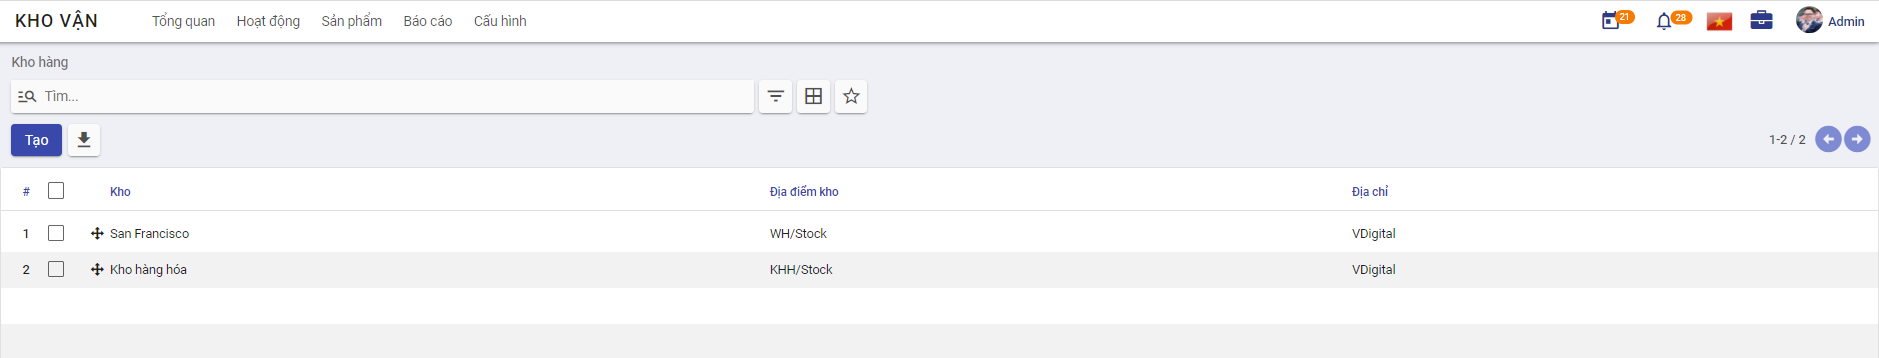 KHO VẬN Tổng quan Hoạt động Sản phẩm Báo cáo Cấu hình 21 28 Admin
Kho hàng
Tìm...
Tạo 1-2 / 2
# Kho Địa điểm kho Địa chỉ
1 San Francisco WH/Stock VDigital
2 Kho hàng hóa KHH/Stock VDigital